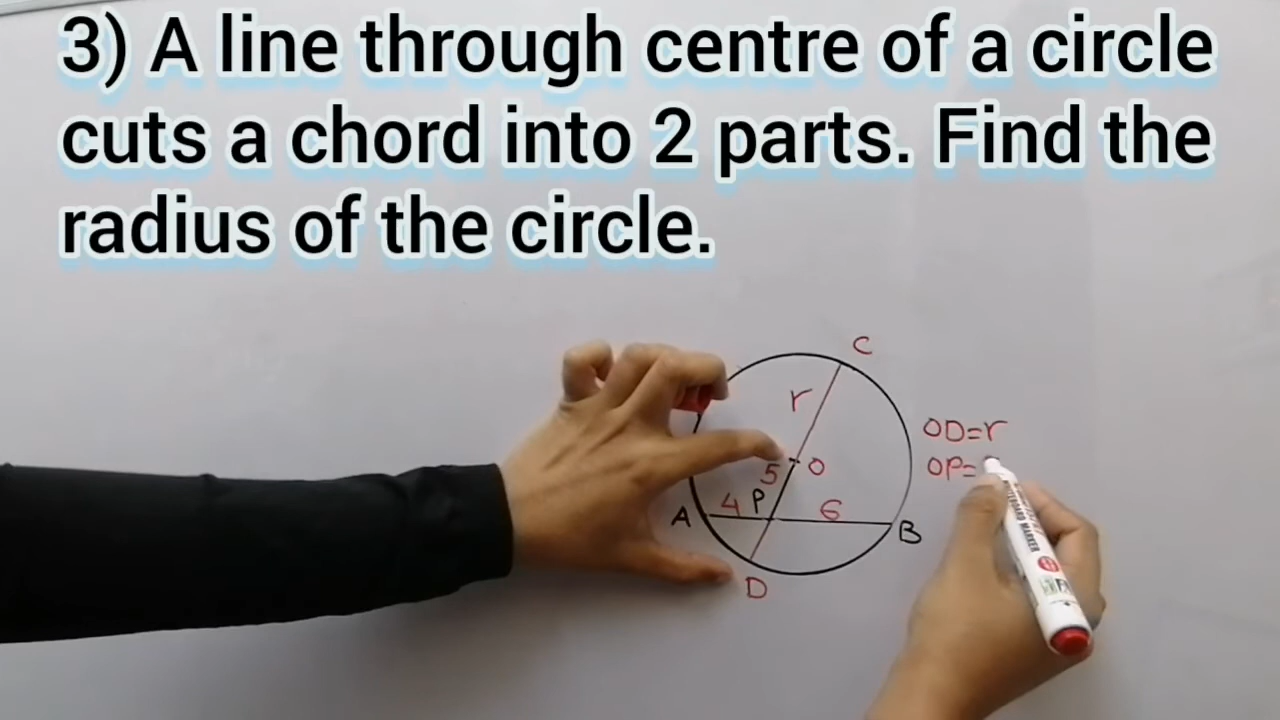 3) A line through centre of a circle
cuts a chord into 2 parts. Find the
radius of the circle.
C
r
OD=r
5 O
OP=
A 4 P 6 B
D